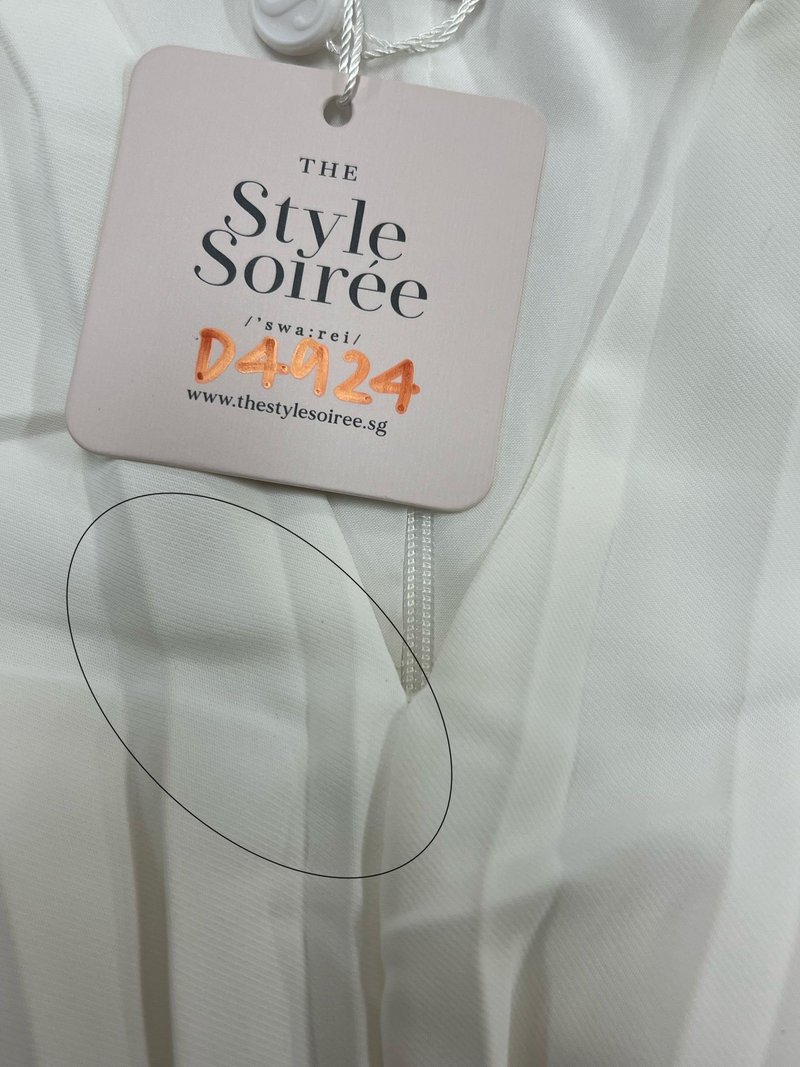 THE
Style
Soirée
/'swa:rei/
D4924
www.thestylesoiree.sg